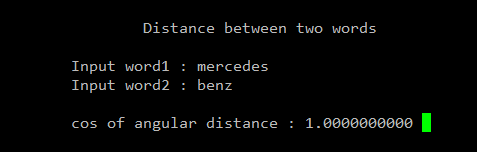 Distance between two words
Input word1 : mercedes
Input word2 : benz
cos of angular distance : 1.0000000000